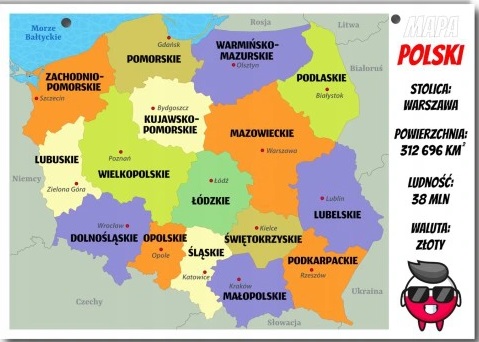 Morze
Bałtyckie
Rosja
Litwa
Białoruś
Ukraina
Słowacja
Czechy
Niemcy
ZACHODNIO-
POMORSKIE
Szczecin
POMORSKIE
Gdańsk
WARMIŃSKO-
MAZURSKIE
Olsztyn
PODLASKIE
Białystok
KUJAWSKO-
POMORSKIE
Bydgoszcz
MAZOWIECKIE
Warszawa
LUBUSKIE
Zielona Góra
WIELKOPOLSKIE
Poznań
ŁÓDZKIE
Łódź
LUBELSKIE
Lublin
DOLNOŚLĄSKIE
Wrocław
OPOLSKIE
Opole
ŚLĄSKIE
Katowice
ŚWIĘTOKRZYSKIE
Kielce
MAŁOPOLSKIE
Kraków
PODKARPACKIE
Rzeszów
MAPA
POLSKI
STOLICA:
WARSZAWA
POWIERZCHNIA:
312 696 KM²
LUDNOŚĆ:
38 MLN
WALUTA:
ZŁOTY